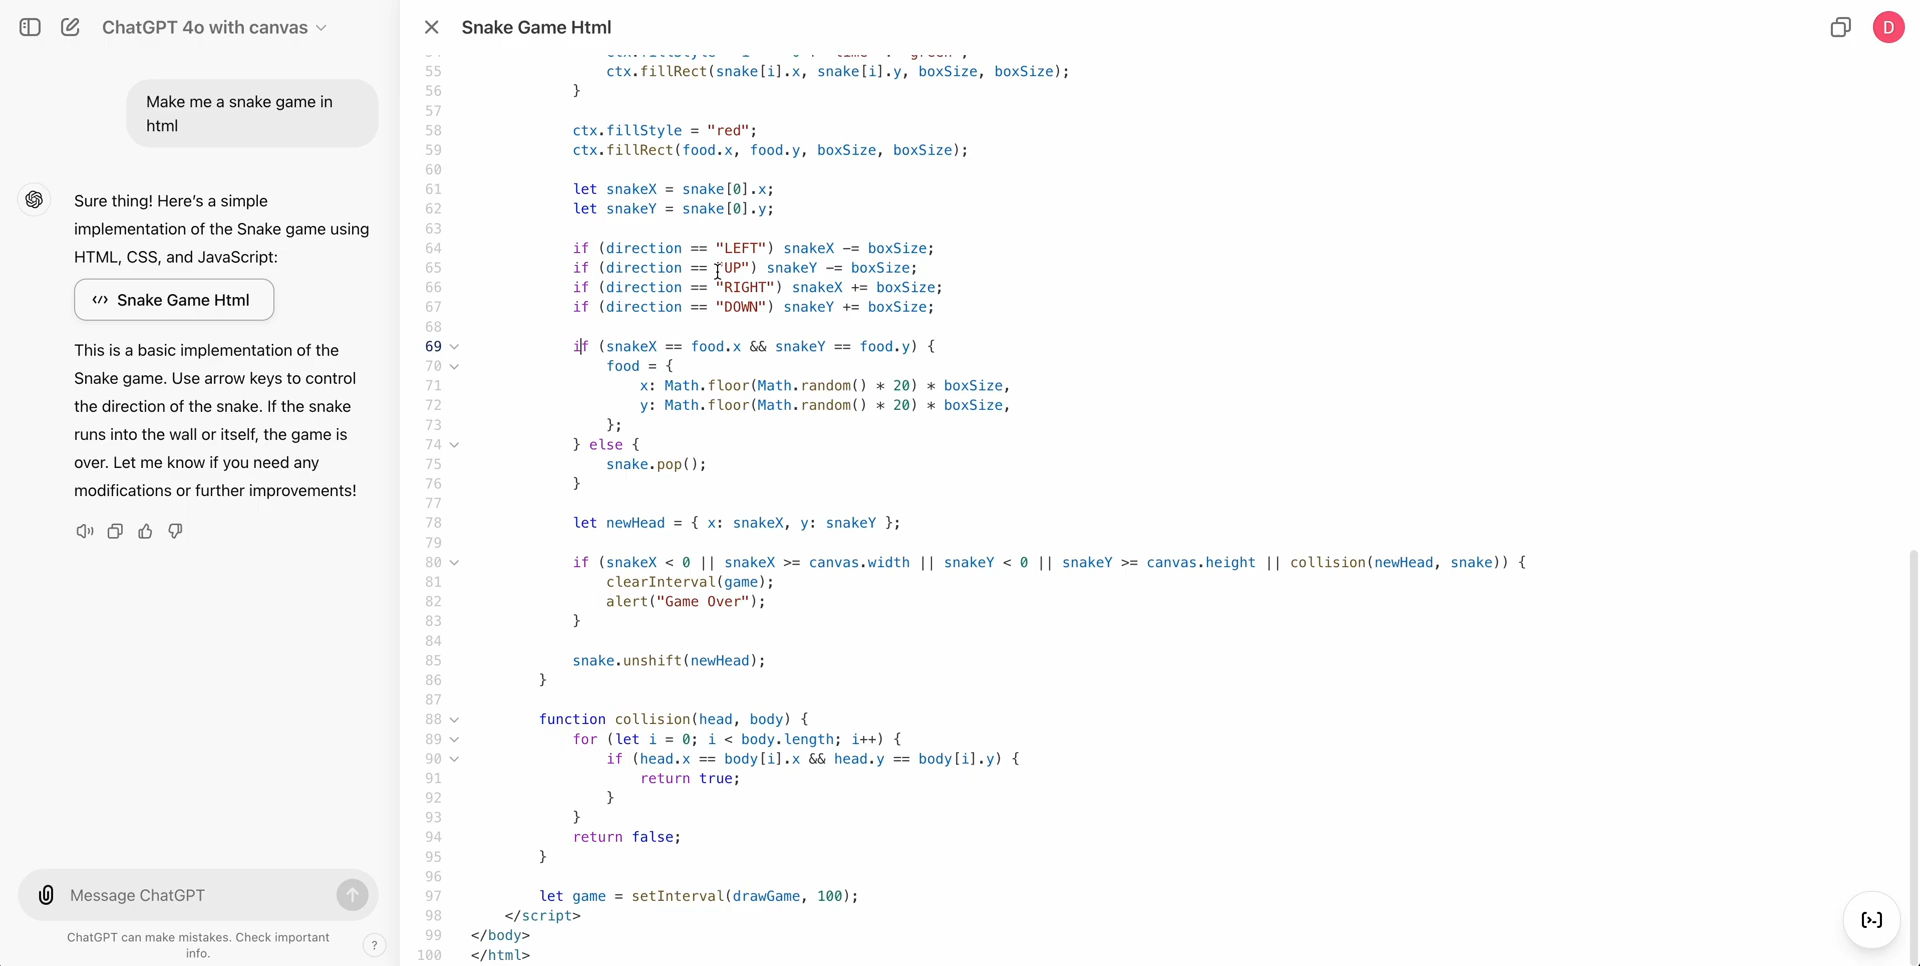 ChatGPT 4o with canvas
Make me a snake game in
html
Sure thing! Here's a simple
implementation of the Snake game using
HTML, CSS, and JavaScript:
Snake Game Html
This is a basic implementation of the
Snake game. Use arrow keys to control
the direction of the snake. If the snake
runs into the wall or itself, the game is
over. Let me know if you need any
modifications or further improvements!
Message ChatGPT
ChatGPT can make mistakes. Check important
info.
?
Snake Game Html
D
55 ctx.fillRect(snake[i].x, snake[i].y, boxSize, boxSize);
56 }
57
58 ctx.fillStyle = "red";
59 ctx.fillRect(food.x, food.y, boxSize, boxSize);
60
61 let snakeX = snake[0].x;
62 let snakeY = snake[0].y;
63
64 if (direction == "LEFT") snakeX -= boxSize;
65 if (direction == "UP") snakeY -= boxSize;
66 if (direction == "RIGHT") snakeX += boxSize;
67 if (direction == "DOWN") snakeY += boxSize;
68
69 if (snakeX == food.x && snakeY == food.y) {
70 food = {
71 x: Math.floor(Math.random() * 20) * boxSize,
72 y: Math.floor(Math.random() * 20) * boxSize,
73 };
74 } else {
75 snake.pop();
76 }
77
78 let newHead = { x: snakeX, y: snakeY };
79
80 if (snakeX < 0 || snakeX >= canvas.width || snakeY < 0 || snakeY >= canvas.height || collision(newHead, snake)) {
81 clearInterval(game);
82 alert("Game Over");
83 }
84
85 snake.unshift(newHead);
86 }
87
88 function collision(head, body) {
89 for (let i = 0; i < body.length; i++) {
90 if (head.x == body[i].x && head.y == body[i].y) {
91 return true;
92 }
93 }
94 return false;
95 }
96
97 let game = setInterval(drawGame, 100);
98 </script>
99 </body>
100 </html>